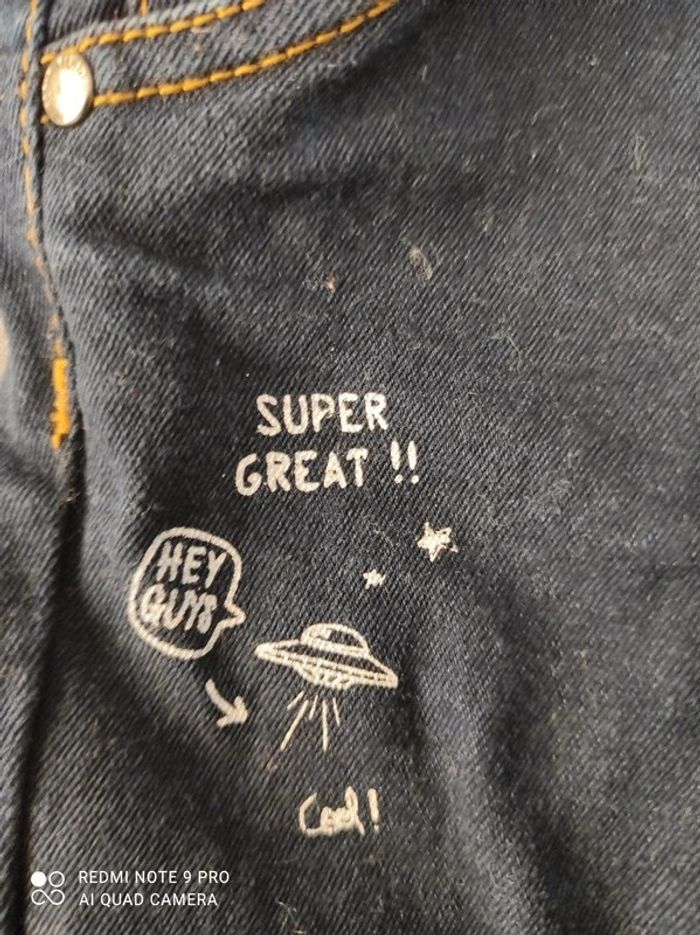 SUPER
GREAT !!
HEY
GUYS
Cool!
REDMI NOTE 9 PRO
AI QUAD CAMERA